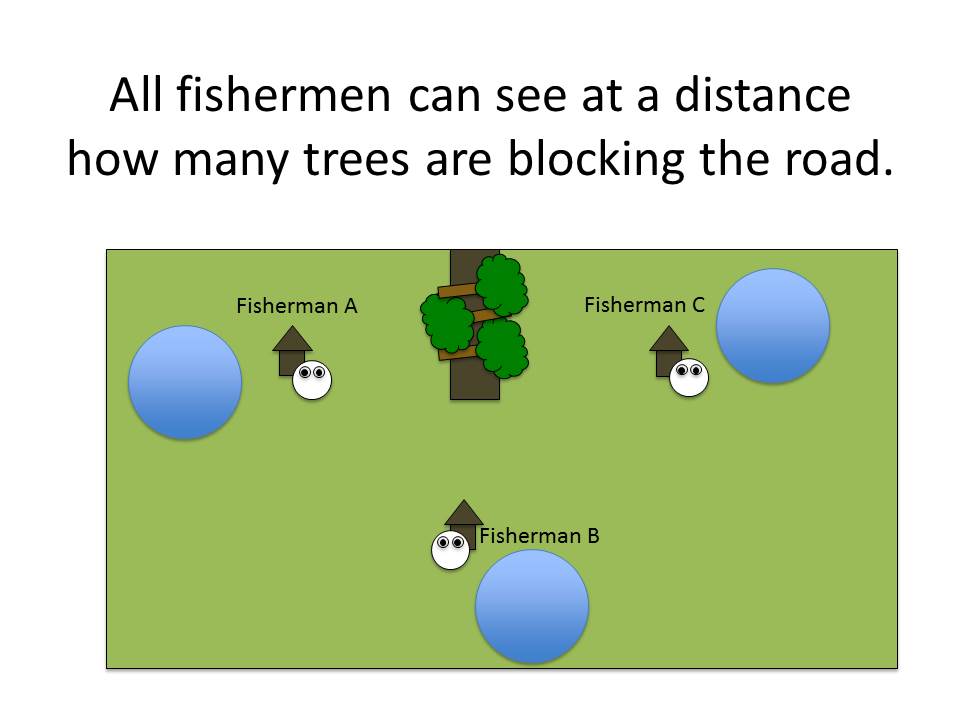 All fishermen can see at a distance
how many trees are blocking the road.
Fisherman A
Fisherman C
Fisherman B